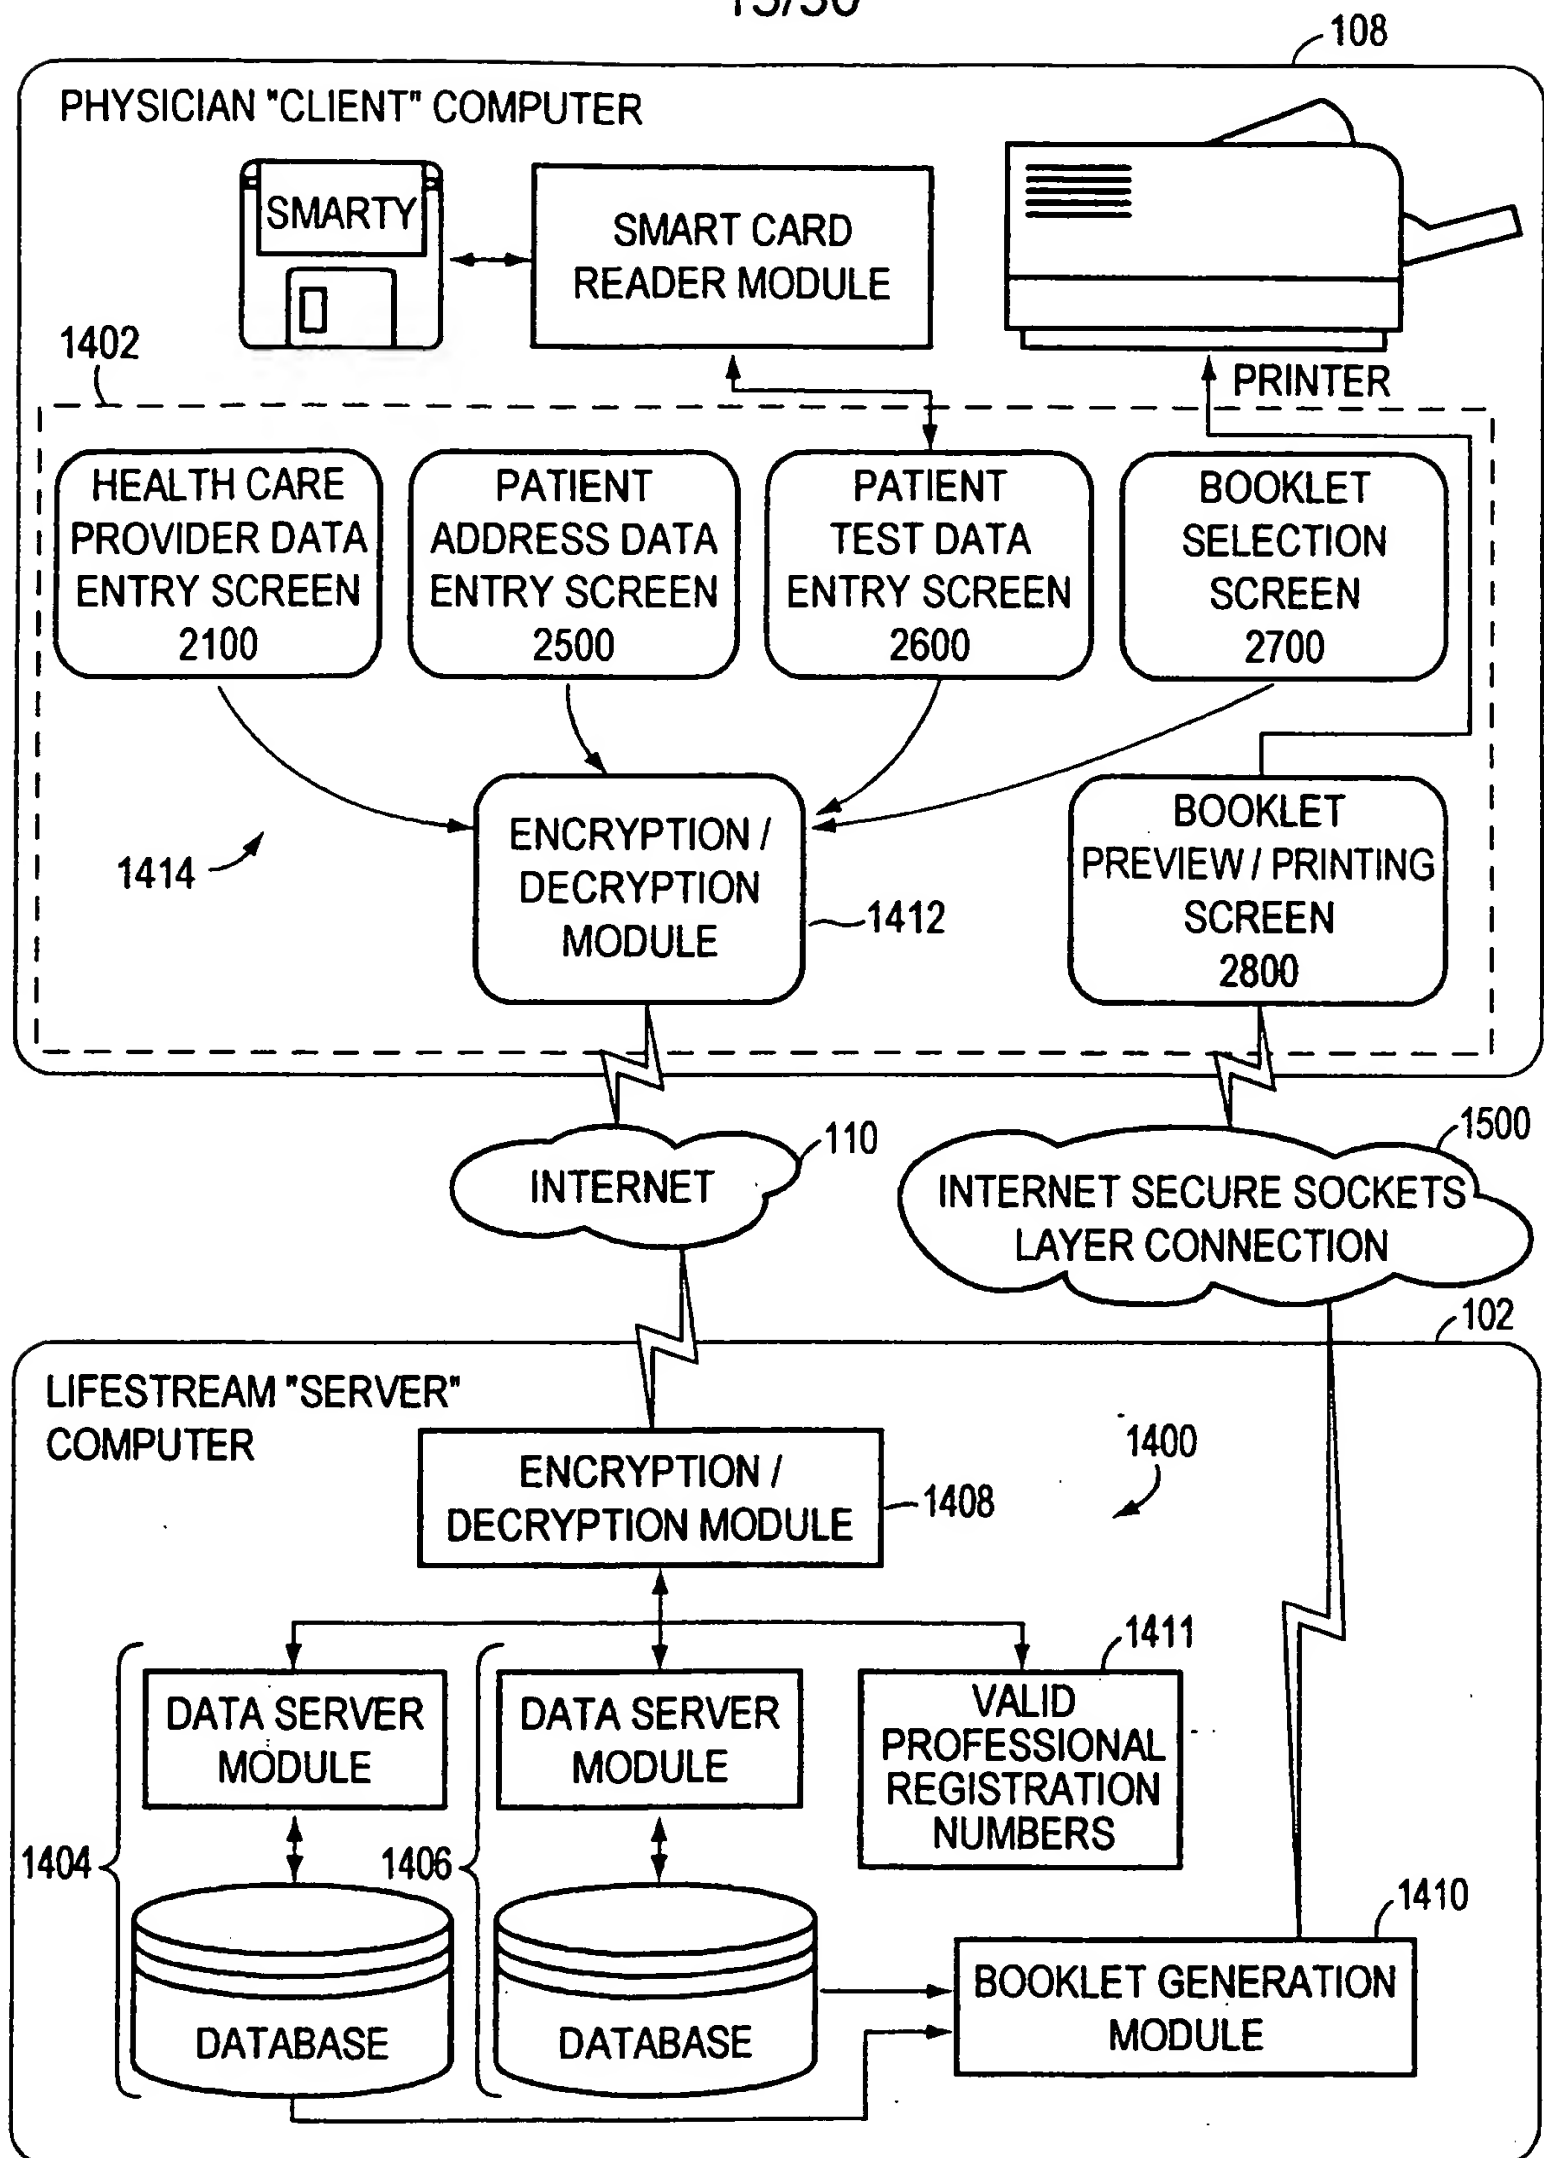 108
PHYSICIAN "CLIENT" COMPUTER
SMARTY
SMART CARD
READER MODULE
1402
PRINTER
HEALTH CARE
PROVIDER DATA
ENTRY SCREEN
2100
PATIENT
ADDRESS DATA
ENTRY SCREEN
2500
PATIENT
TEST DATA
ENTRY SCREEN
2600
BOOKLET
SELECTION
SCREEN
2700
1414
ENCRYPTION /
DECRYPTION
MODULE
1412
BOOKLET
PREVIEW / PRINTING
SCREEN
2800
INTERNET
110
1500
INTERNET SECURE SOCKETS
LAYER CONNECTION
102
LIFESTREAM "SERVER"
COMPUTER
ENCRYPTION /
DECRYPTION MODULE
1408
1400
1411
DATA SERVER
MODULE
DATA SERVER
MODULE
VALID
PROFESSIONAL
REGISTRATION
NUMBERS
1404
1406
DATABASE
DATABASE
1410
BOOKLET GENERATION
MODULE